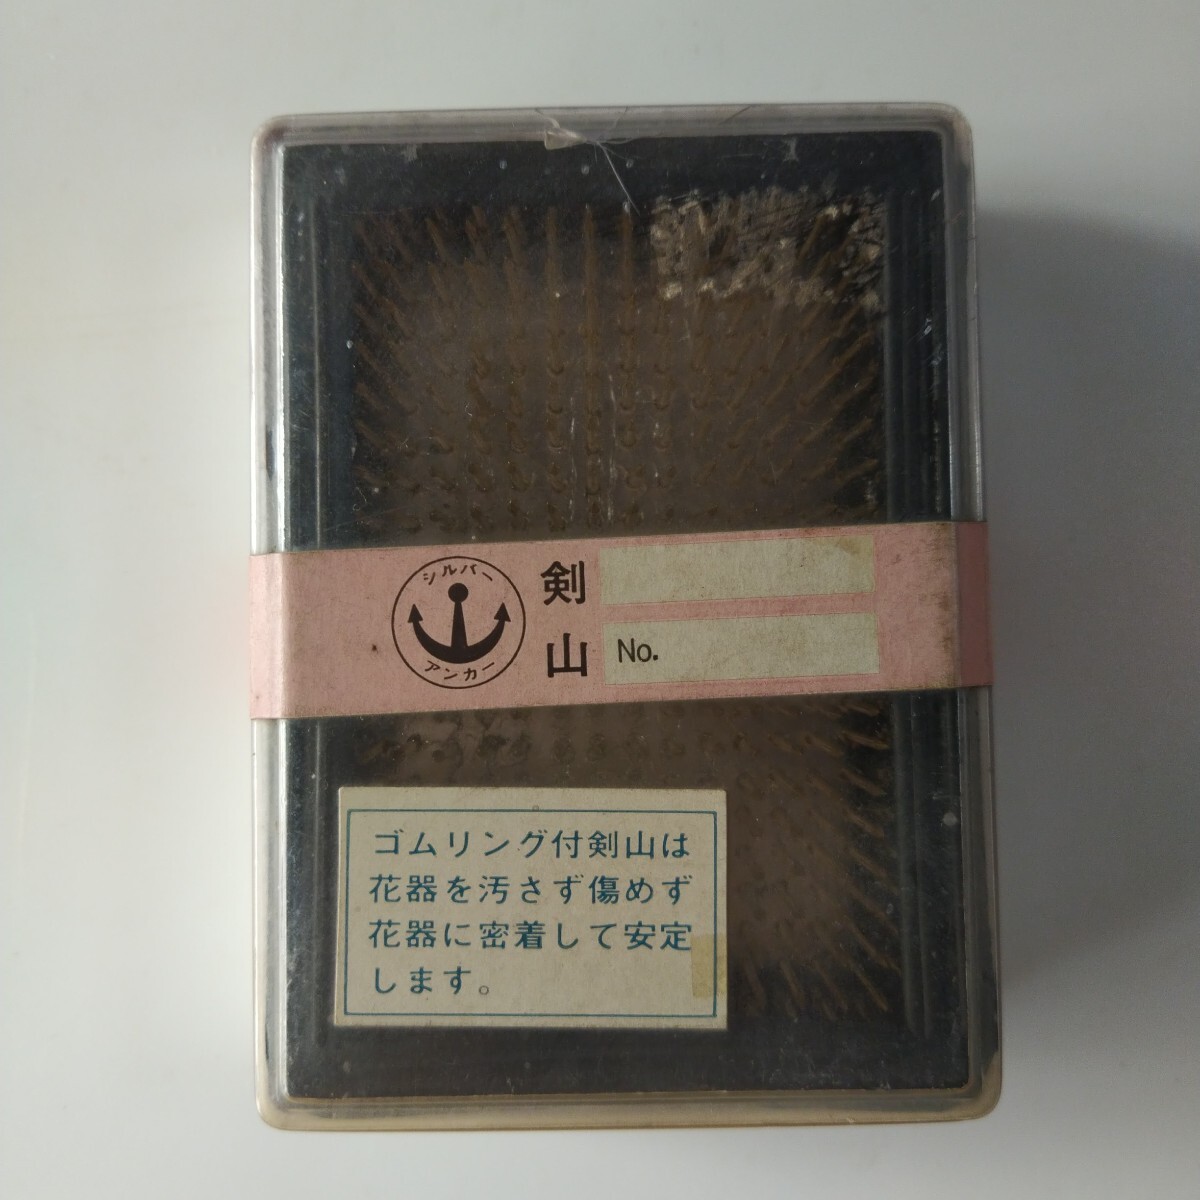 シルバー
アンカー
剣山
No.
ゴムリング付剣山は
花器を汚さず傷めず
花器に密着して安定
します。